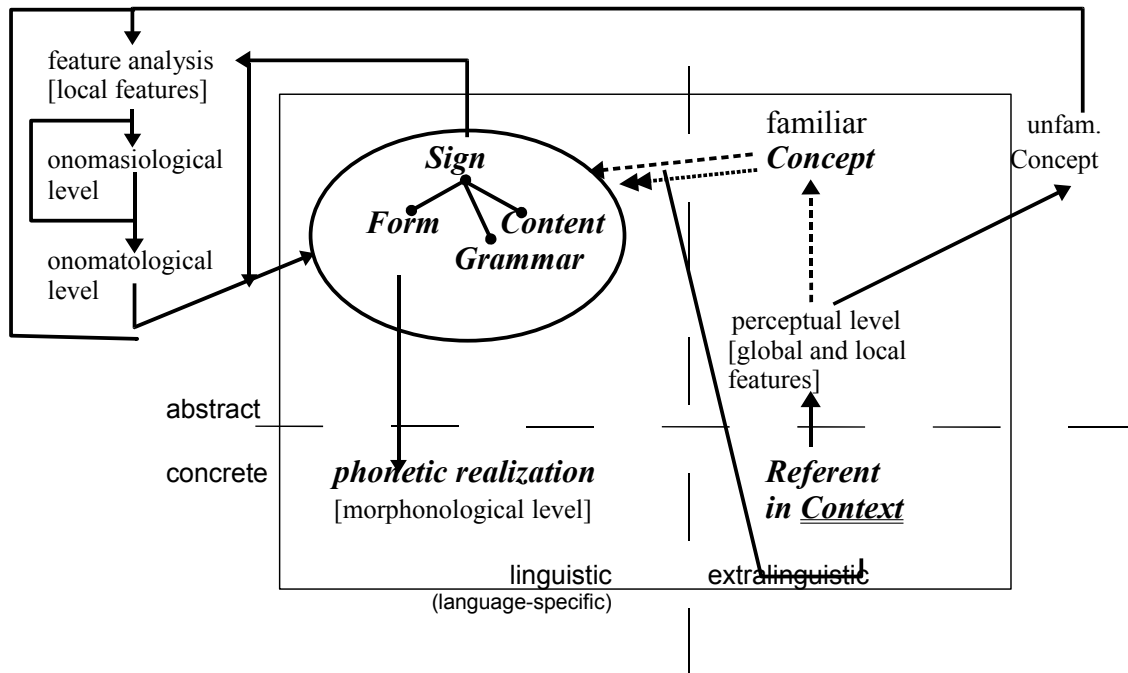 feature analysis
[local features]
onomasiological
level
onomatological
level
Sign
Form
Content
Grammar
familiar
Concept
unfam.
Concept
perceptual level
[global and local
features]
abstract
concrete
phonetic realization
[morphonological level]
Referent
in Context
linguistic
(language-specific)
extralinguistic